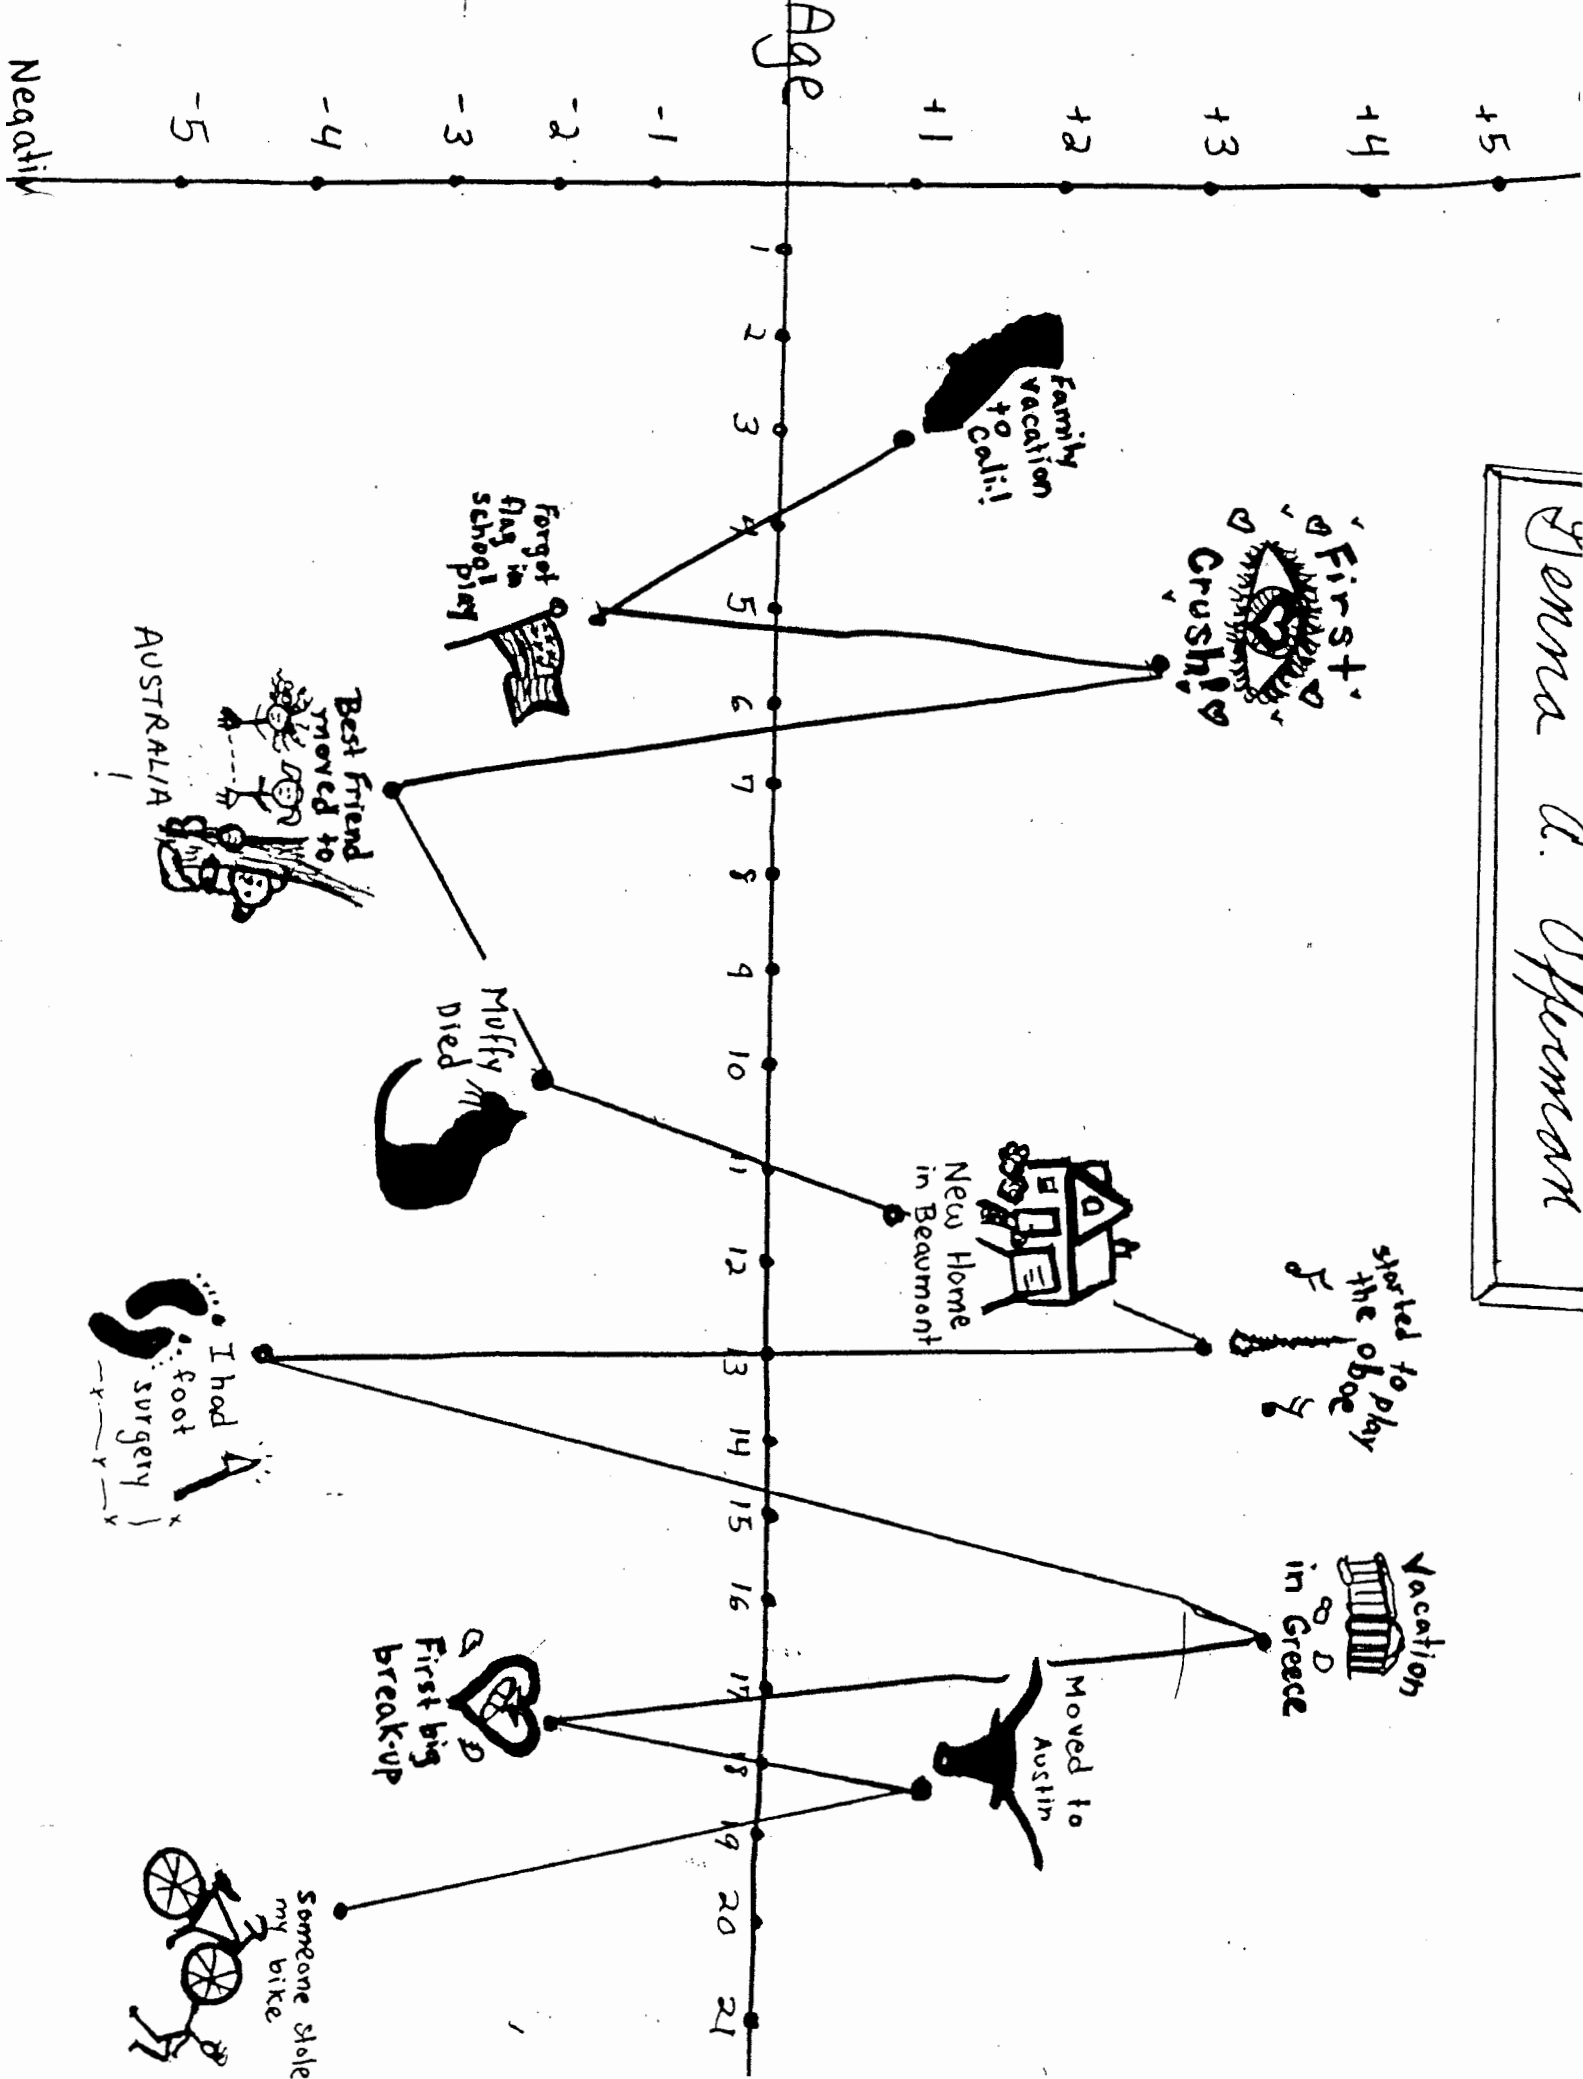 Jenna A. Offerman
+5
+4
+3
+2
+1
Age
-1
-2
-3
-4
-5
1
2
3
4
5
6
7
8
9
10
11
12
13
14
15
16
17
18
19
20
21
Family
vacation
to
Cali!
Forgot
flag in
school
play
First
Crush!
Best friend
moved to
AUSTRALIA
!
Muffy
Died
New Home
in Beaumont
started to play
the oboe
I had
foot
surgery!
Vacation
in Greece
First big
break-up
Moved to
Austin
Someone stole
my bike